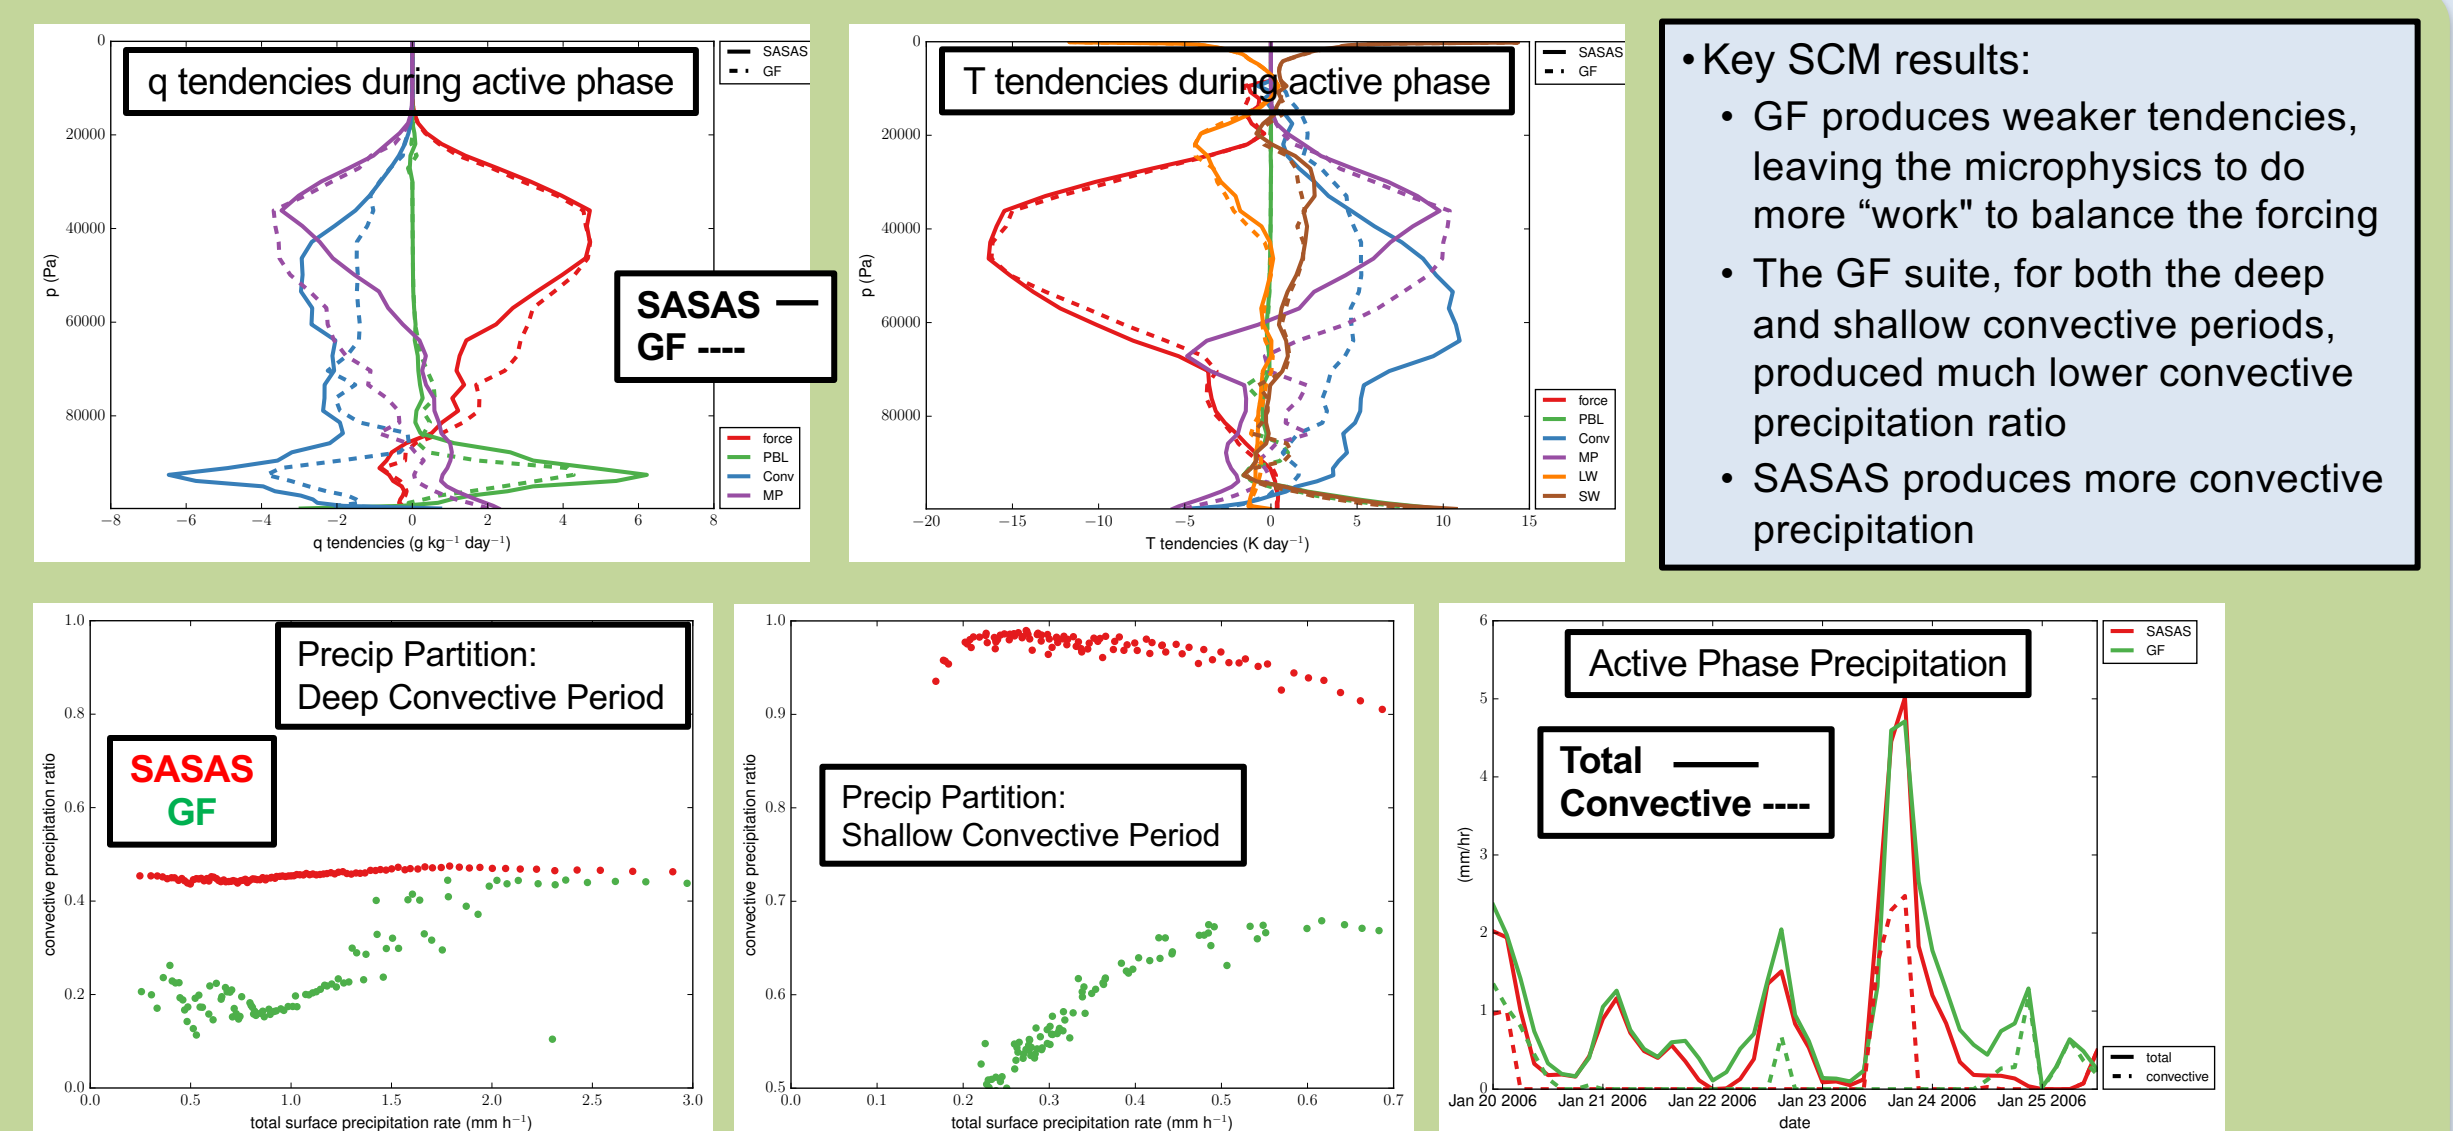 q tendencies during active phase
SASAS
GF
0
20000
40000
60000
80000
p (Pa)
SASAS —
GF ----
force
PBL
Conv
MP
−8 −6 −4 −2 0 2 4 6 8
q tendencies (g kg⁻¹ day⁻¹)
T tendencies during active phase
SASAS
GF
0
20000
40000
60000
80000
p (Pa)
force
PBL
Conv
MP
LW
SW
−20 −15 −10 −5 0 5 10 15
T tendencies (K day⁻¹)
•Key SCM results:
• GF produces weaker tendencies,
leaving the microphysics to do
more “work" to balance the forcing
• The GF suite, for both the deep
and shallow convective periods,
produced much lower convective
precipitation ratio
• SASAS produces more convective
precipitation
Precip Partition:
Deep Convective Period
SASAS
GF
1.0
0.8
0.6
0.4
0.2
0.0
convective precipitation ratio
0.0 0.5 1.0 1.5 2.0 2.5 3.0
total surface precipitation rate (mm h⁻¹)
Precip Partition:
Shallow Convective Period
1.0
0.9
0.8
0.7
0.6
0.5
convective precipitation ratio
0.0 0.1 0.2 0.3 0.4 0.5 0.6 0.7
total surface precipitation rate (mm h⁻¹)
Active Phase Precipitation
SASAS
GF
Total —
Convective ----
6
5
4
3
2
1
0
(mm/hr)
total
convective
Jan 20 2006 Jan 21 2006 Jan 22 2006 Jan 23 2006 Jan 24 2006 Jan 25 2006
date